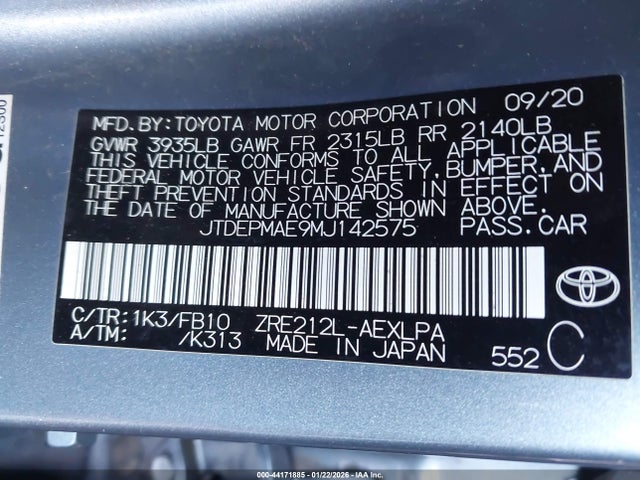 MFD.BY:TOYOTA MOTOR CORPORATION 09/20
GVWR 3935LB GAWR FR 2315LB RR 2140LB
THIS VEHICLE CONFORMS TO ALL APPLICABLE
FEDERAL MOTOR VEHICLE SAFETY,BUMPER,AND
THEFT PREVENTION STANDARDS IN EFFECT ON
THE DATE OF MANUFACTURE SHOWN ABOVE.
JTDEPMAE9MJ142575 PASS.CAR
C/TR:1K3/FB10 ZRE212L-AEXLPA
A/TM: /K313 MADE IN JAPAN 552 C
000-44171885 - 01/22/2026 - IAA Inc.